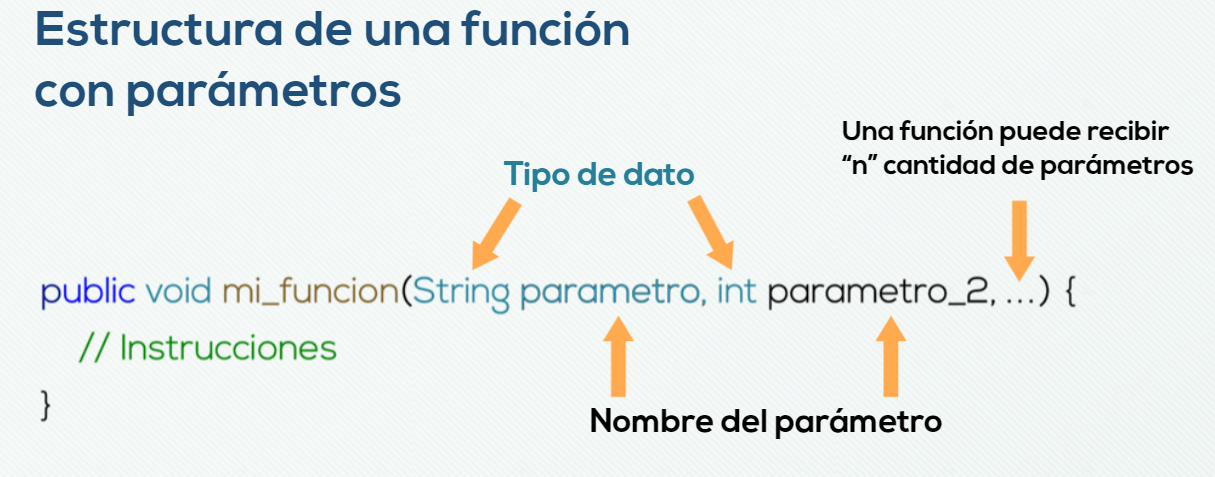 Estructura de una función
con parámetros
Una función puede recibir
“n” cantidad de parámetros
Tipo de dato
public void mi_funcion(String parametro, int parametro_2, ...) {
// Instrucciones
}
Nombre del parámetro